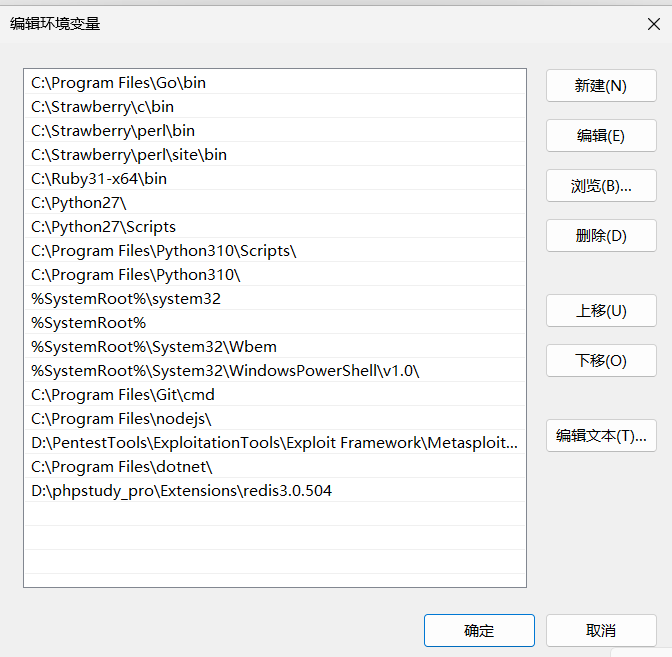 编辑环境变量
C:\Program Files\Go\bin
C:\Strawberry\c\bin
C:\Strawberry\perl\bin
C:\Strawberry\perl\site\bin
C:\Ruby31-x64\bin
C:\Python27\
C:\Python27\Scripts
C:\Program Files\Python310\Scripts\
C:\Program Files\Python310\
%SystemRoot%\system32
%SystemRoot%
%SystemRoot%\System32\Wbem
%SystemRoot%\System32\WindowsPowerShell\v1.0\
C:\Program Files\Git\cmd
C:\Program Files\nodejs\
D:\PentestTools\ExploitationTools\Exploit Framework\Metasploit...
C:\Program Files\dotnet\
D:\phpstudy_pro\Extensions\redis3.0.504
新建(N)
编辑(E)
浏览(B)...
删除(D)
上移(U)
下移(O)
编辑文本(T)...
确定
取消